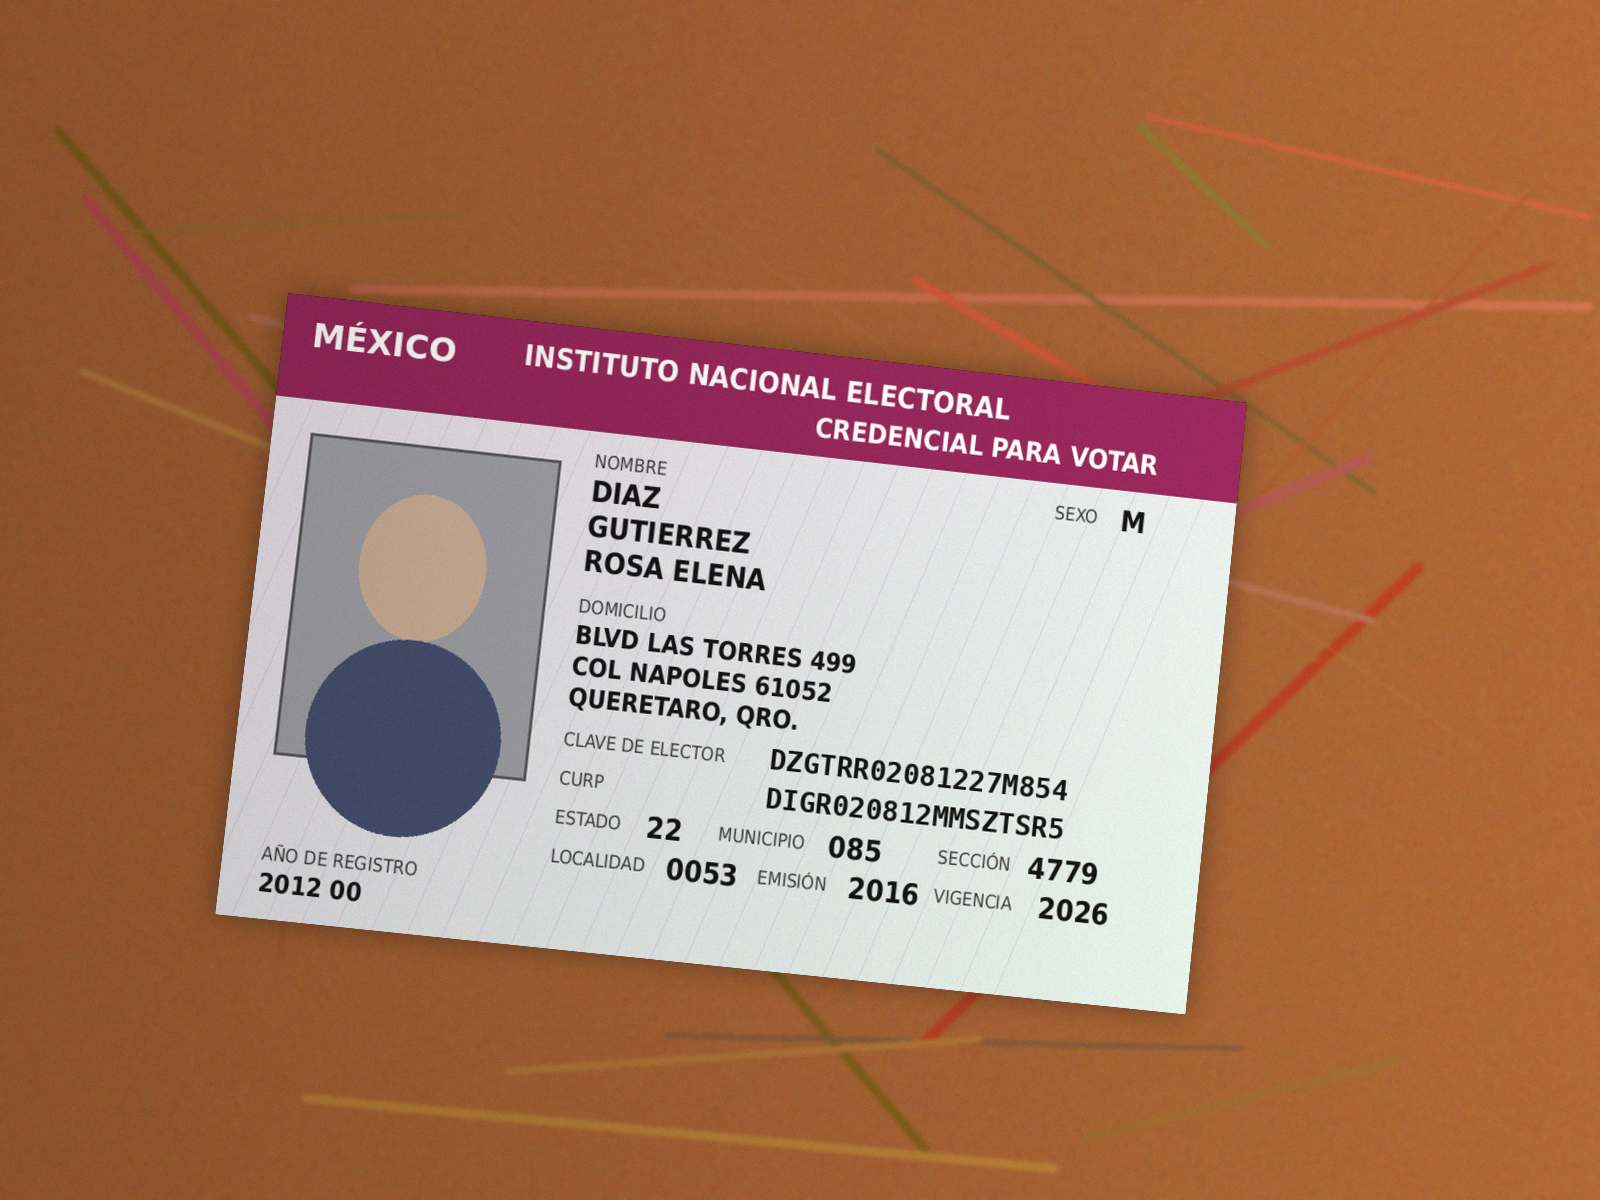 MÉXICO
INSTITUTO NACIONAL ELECTORAL
CREDENCIAL PARA VOTAR
NOMBRE
DIAZ
GUTIERREZ
ROSA ELENA
SEXO M
DOMICILIO
BLVD LAS TORRES 499
COL NAPOLES 61052
QUERETARO, QRO.
CLAVE DE ELECTOR DZGTRR02081227M854
CURP DIGR020812MMSZTSR5
ESTADO 22 MUNICIPIO 085 SECCIÓN 4779
LOCALIDAD 0053 EMISIÓN 2016 VIGENCIA 2026
AÑO DE REGISTRO
2012 00